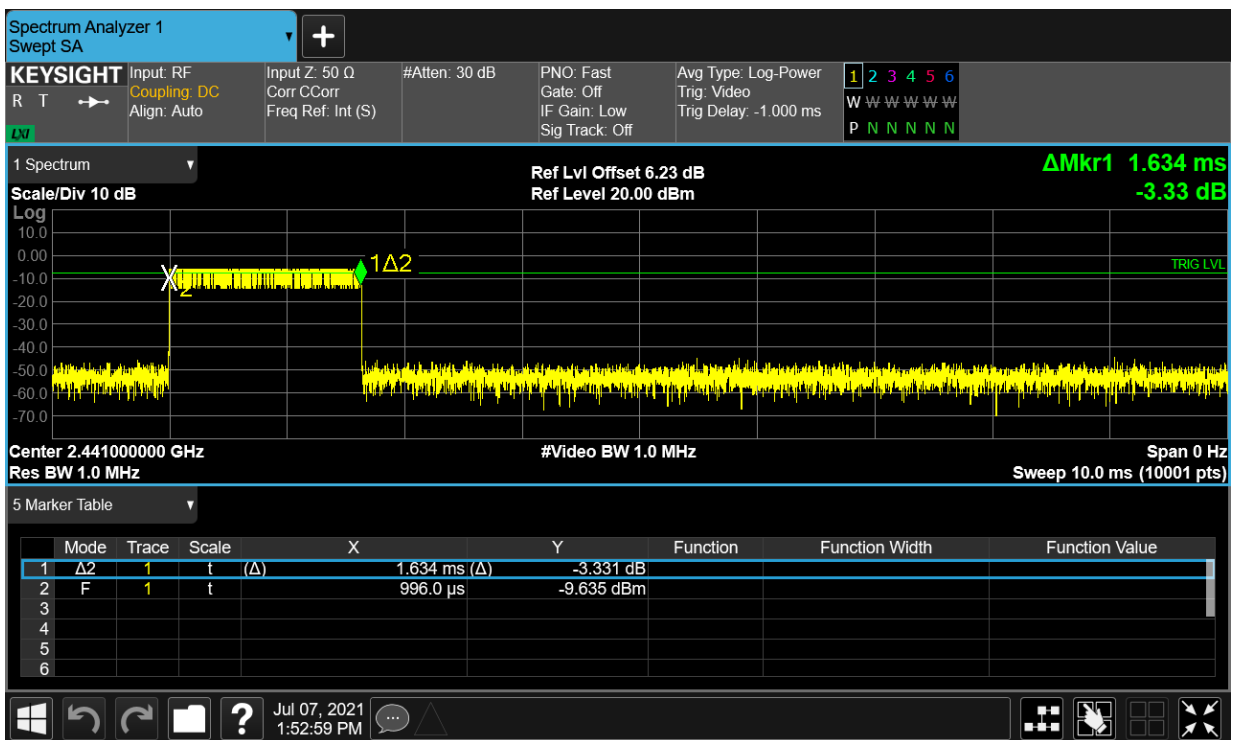 Spectrum Analyzer 1
Swept SA
KEYSIGHT Input: RF Input Z: 50 Ω #Atten: 30 dB PNO: Fast Avg Type: Log-Power 1 2 3 4 5 6
R T Coupling: DC Corr CCorr Gate: Off Trig: Video W W W W W W
Align: Auto Freq Ref: Int (S) IF Gain: Low Trig Delay: -1.000 ms
LXI Sig Track: Off P N N N N N
1 Spectrum Ref Lvl Offset 6.23 dB ΔMkr1 1.634 ms
Scale/Div 10 dB Ref Level 20.00 dBm -3.33 dB
Log
10.0
0.00
1Δ2
TRIG LVL
-10.0
2
-20.0
-30.0
-40.0
-50.0
-60.0
-70.0
Center 2.441000000 GHz #Video BW 1.0 MHz Span 0 Hz
Res BW 1.0 MHz Sweep 10.0 ms (10001 pts)
5 Marker Table
Mode Trace Scale X Y Function Function Width Function Value
1 Δ2 1 t (Δ) 1.634 ms (Δ) -3.331 dB
2 F 1 t 996.0 µs -9.635 dBm
3
4
5
6
? Jul 07, 2021
1:52:59 PM